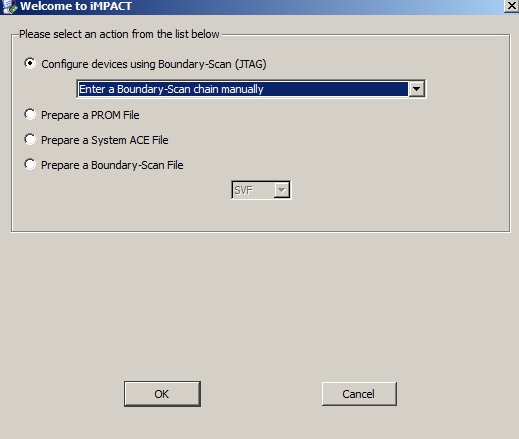 Welcome to iMPACT
Please select an action from the list below
Configure devices using Boundary-Scan (JTAG)
Enter a Boundary-Scan chain manually
Prepare a PROM File
Prepare a System ACE File
Prepare a Boundary-Scan File
SVF
OK Cancel